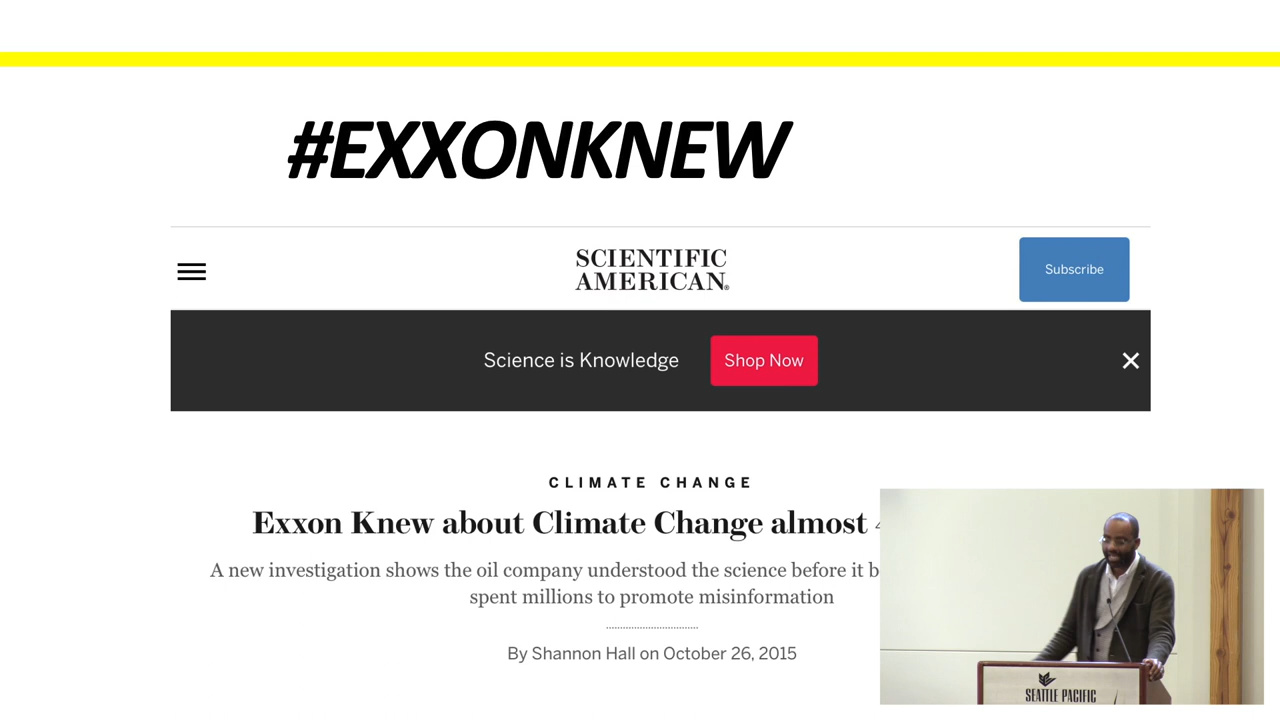 #EXXONKNEW
SCIENTIFIC
AMERICAN®
Subscribe
Science is Knowledge
Shop Now
CLIMATE CHANGE
Exxon Knew about Climate Change almost
A new investigation shows the oil company understood the science before it
spent millions to promote misinformation
By Shannon Hall on October 26, 2015
SEATTLE PACIFIC